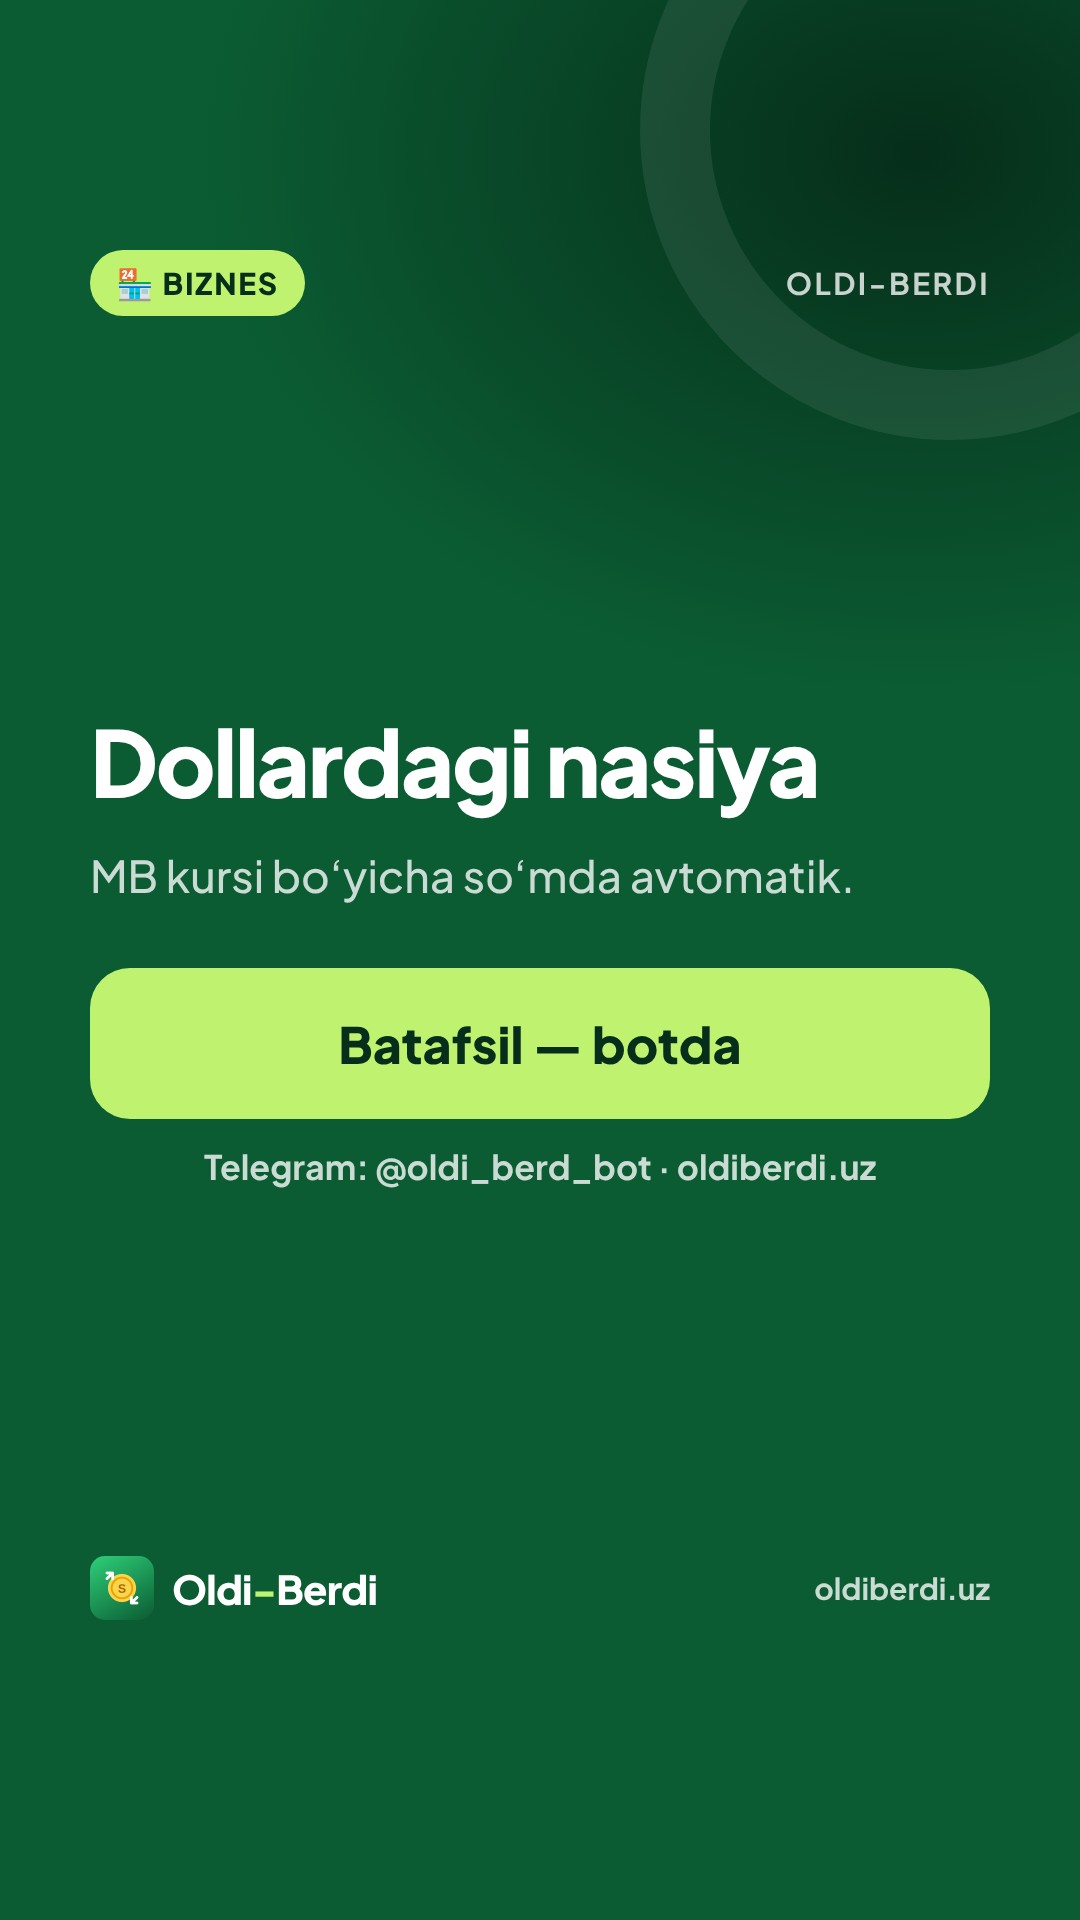 🏪 BIZNES
OLDI-BERDI
Dollardagi nasiya
MB kursi bo‘yicha so‘mda avtomatik.
Batafsil — botda
Telegram: @oldi_berd_bot · oldiberdi.uz
Oldi-Berdi
oldiberdi.uz